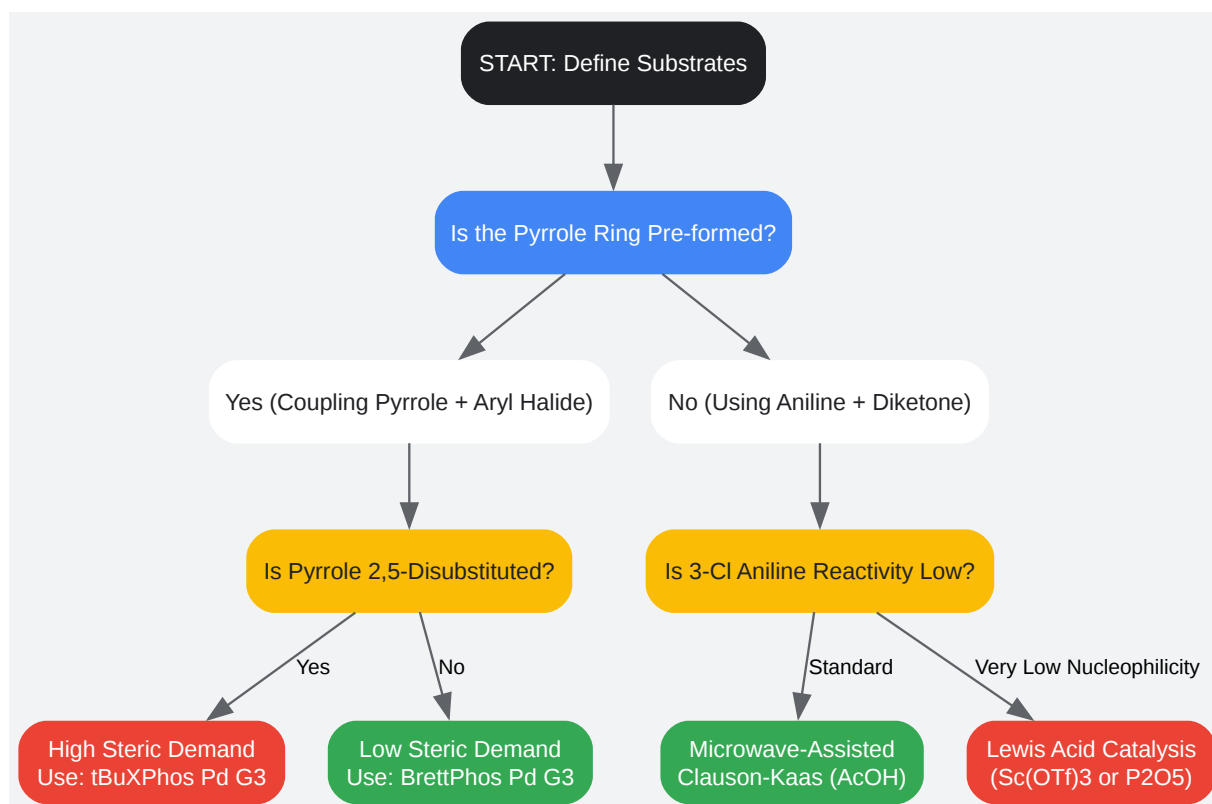 START: Define Substrates
Is the Pyrrole Ring Pre-formed?
Yes (Coupling Pyrrole + Aryl Halide)
No (Using Aniline + Diketone)
Is Pyrrole 2,5-Disubstituted?
Is 3-Cl Aniline Reactivity Low?
Yes
No
Standard
Very Low Nucleophilicity
High Steric Demand
Use: tBuXPhos Pd G3
Low Steric Demand
Use: BrettPhos Pd G3
Microwave-Assisted
Clauson-Kaas (AcOH)
Lewis Acid Catalysis
(Sc(OTf)3 or P2O5)